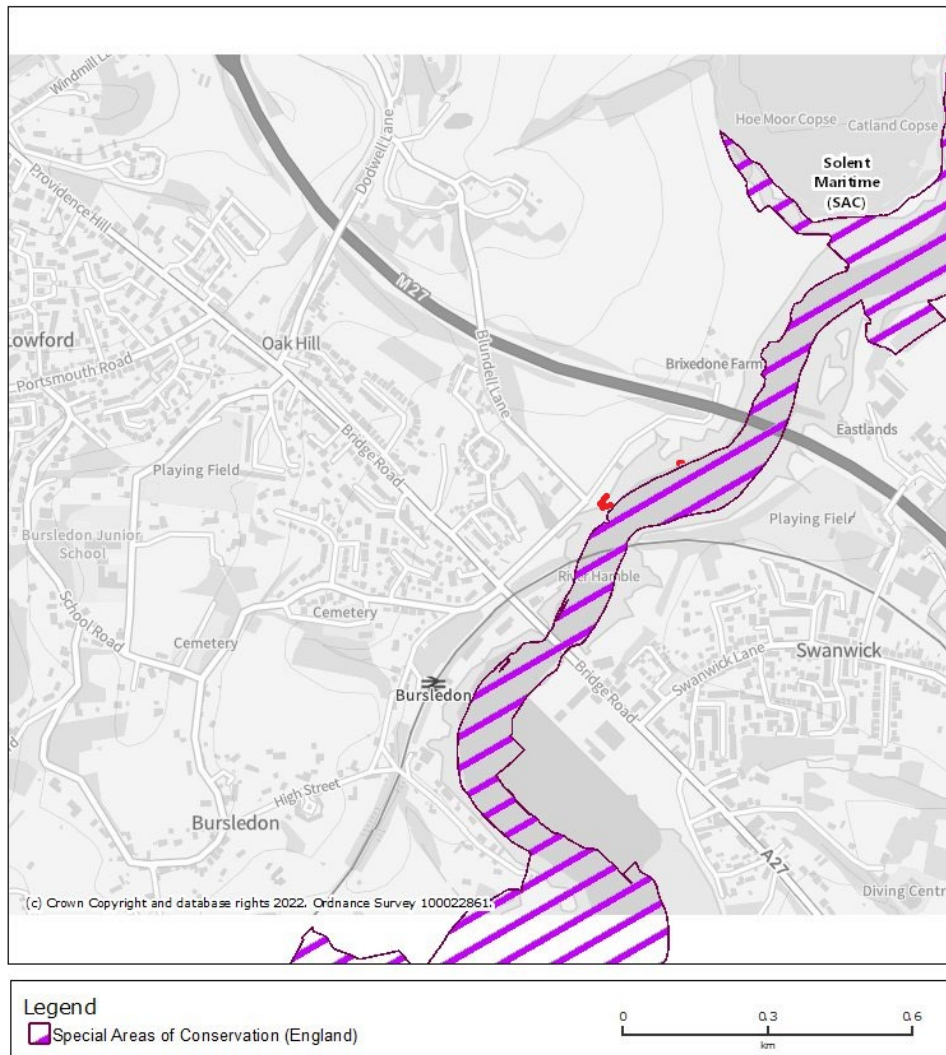 Windmill La
Hoe Moor Copse
Catland Copse
Solent
Maritime
(SAC)
Dodwell Lane
Providence Hill
M27
Lowford
Oak Hill
Blundell Lane
Brixedone Farm
Portsmouth Road
Bridge Road
Eastlands
Playing Field
Playing Field
Bursledon Junior
School
River Hamble
School Road
Cemetery
Cemetery
Swanwick Lane
Swanwick
Bridge Road
Bursledon
High Street
Bursledon
A27
Diving Centr
(c) Crown Copyright and database rights 2022. Ordnance Survey 100022861.
Legend
Special Areas of Conservation (England)
0 0.3 0.6
km